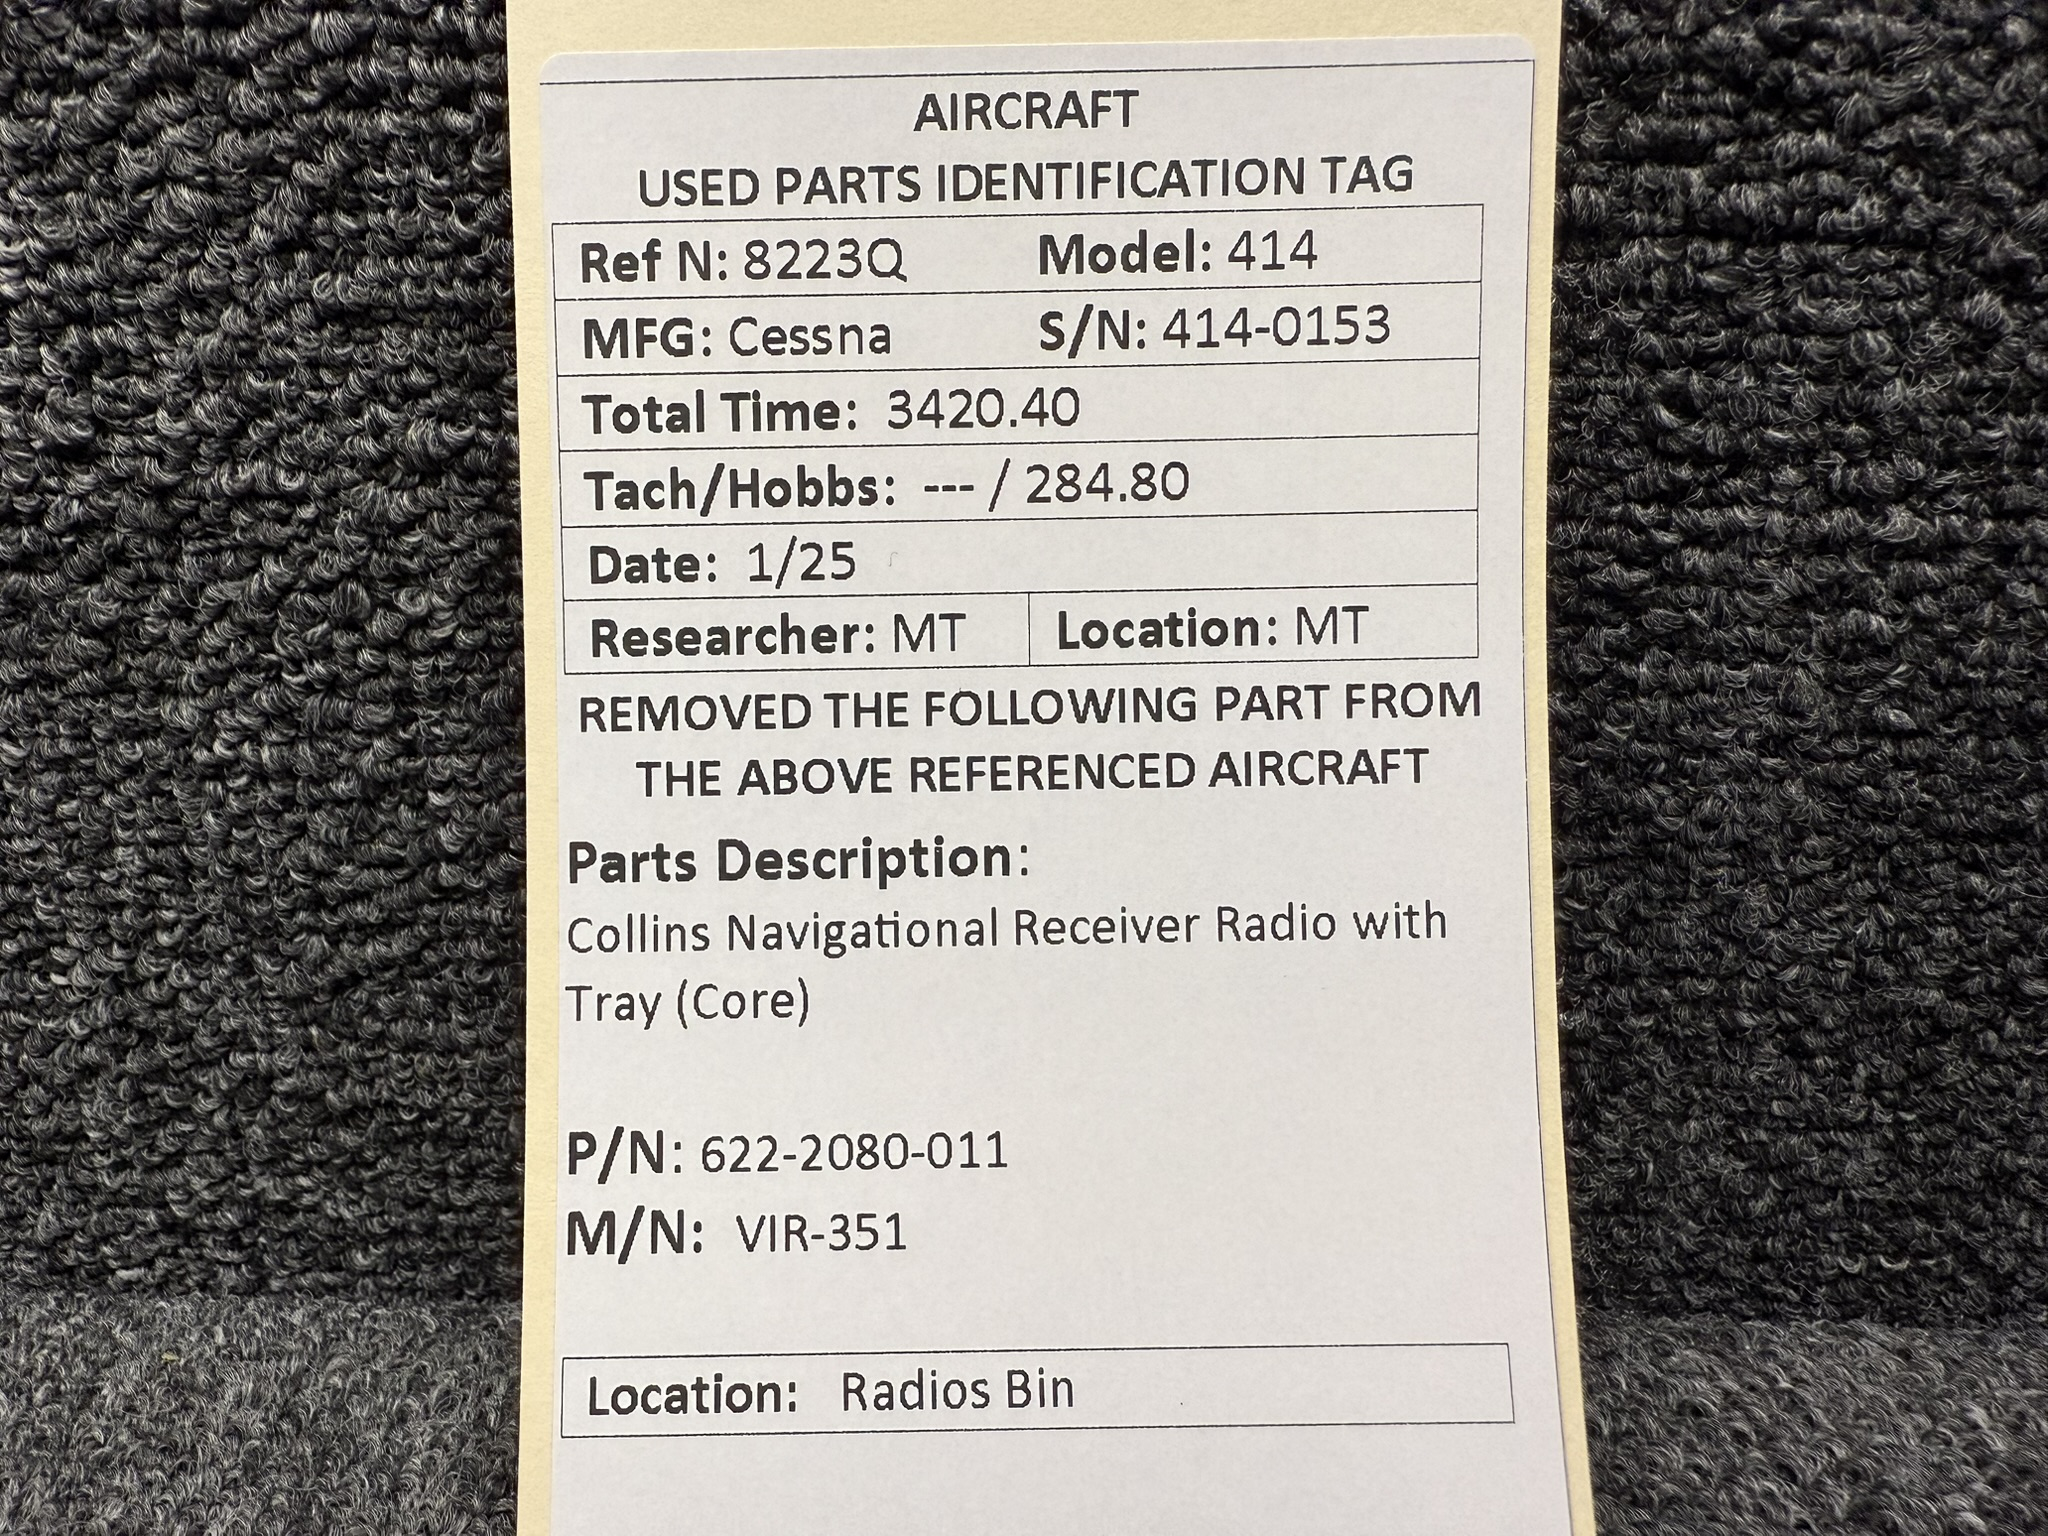 AIRCRAFT
USED PARTS IDENTIFICATION TAG
Ref N: 8223Q Model: 414
MFG: Cessna S/N: 414-0153
Total Time: 3420.40
Tach/Hobbs: --- / 284.80
Date: 1/25
Researcher: MT Location: MT
REMOVED THE FOLLOWING PART FROM
THE ABOVE REFERENCED AIRCRAFT
Parts Description:
Collins Navigational Receiver Radio with
Tray (Core)
P/N: 622-2080-011
M/N: VIR-351
Location: Radios Bin